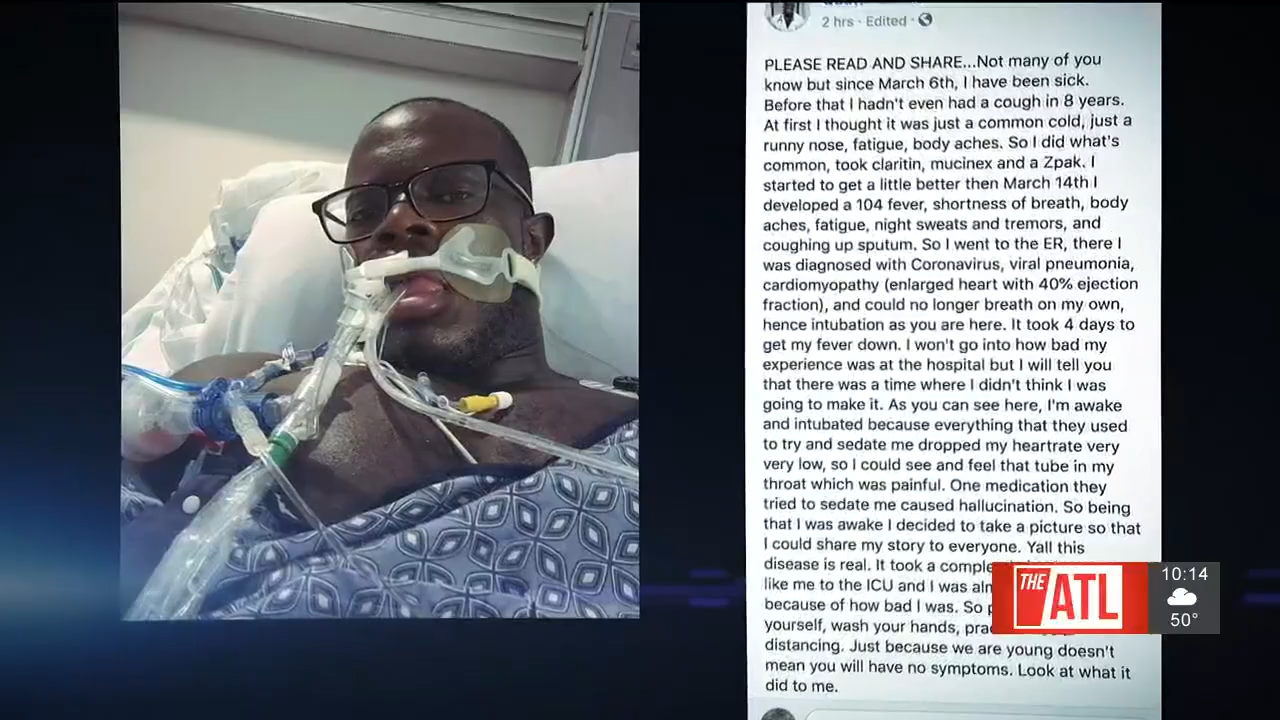 2 hrs · Edited ·
PLEASE READ AND SHARE...Not many of you
know but since March 6th, I have been sick.
Before that I hadn't even had a cough in 8 years.
At first I thought it was just a common cold, just a
runny nose, fatigue, body aches. So I did what's
common, took claritin, mucinex and a Zpak. I
started to get a little better then March 14th I
developed a 104 fever, shortness of breath, body
aches, fatigue, night sweats and tremors, and
coughing up sputum. So I went to the ER, there I
was diagnosed with Coronavirus, viral pneumonia,
cardiomyopathy (enlarged heart with 40% ejection
fraction), and could no longer breath on my own,
hence intubation as you are here. It took 4 days to
get my fever down. I won't go into how bad my
experience was at the hospital but I will tell you
that there was a time where I didn't think I was
going to make it. As you can see here, I'm awake
and intubated because everything that they used
to try and sedate me dropped my heartrate very
very low, so I could see and feel that tube in my
throat which was painful. One medication they
tried to sedate me caused hallucination. So being
that I was awake I decided to take a picture so that
I could share my story to everyone. Yall this
disease is real. It took a
like me to the ICU and I was
because of how bad I was. So
yourself, wash your hands,
distancing. Just because we are young doesn't
mean you will have no symptoms. Look at what it
did to me.
THE ATL
10:14
50°